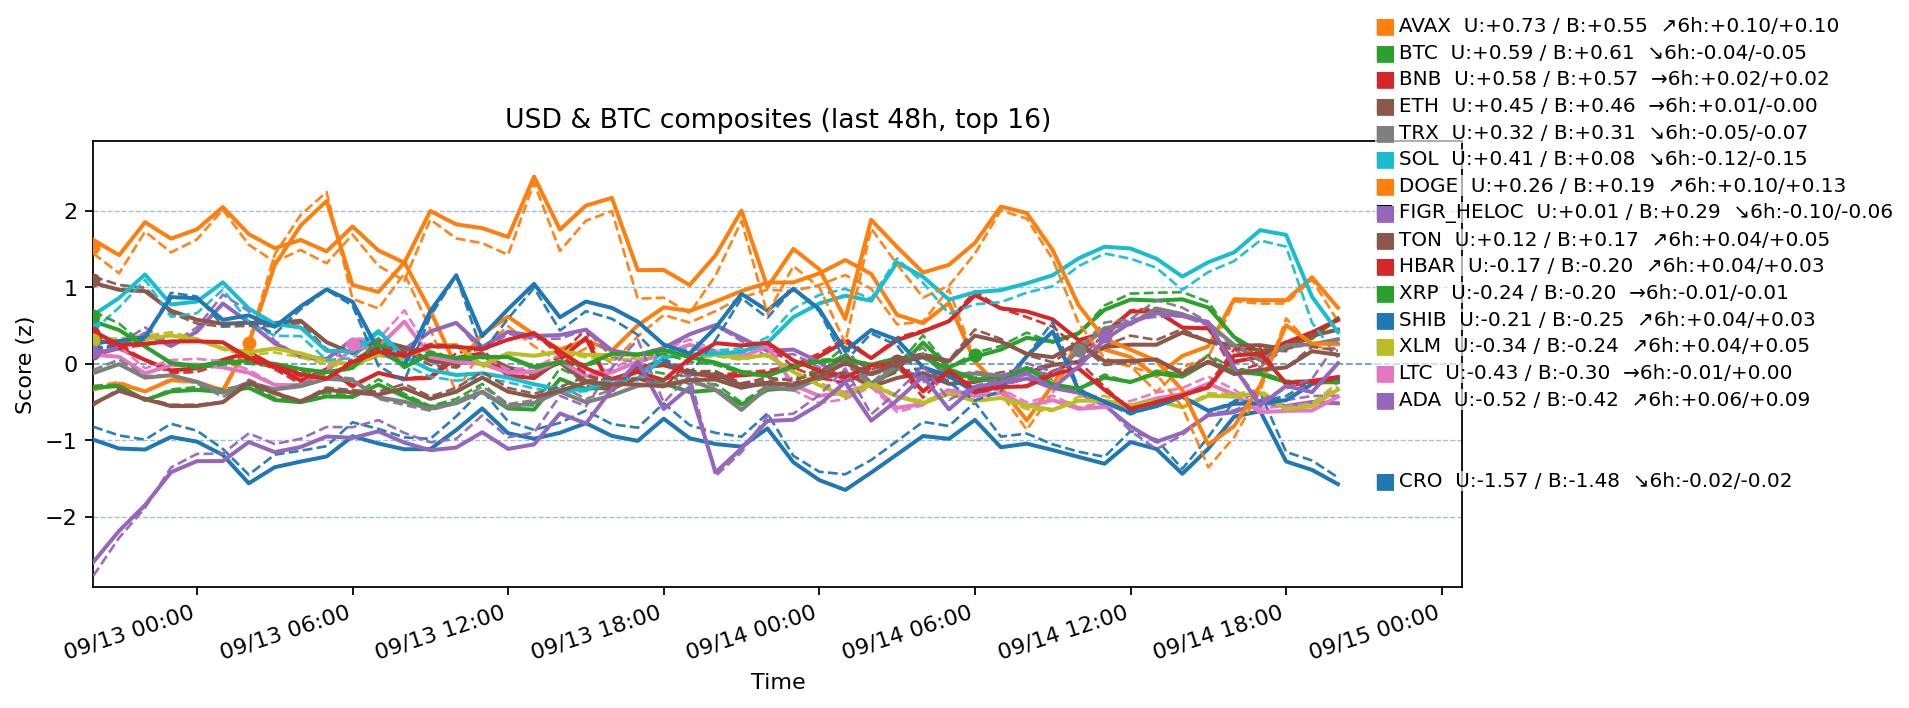 AVAX  U:+0.73 / B:+0.55  ↗6h:+0.10/+0.10
BTC  U:+0.59 / B:+0.61  ↘6h:-0.04/-0.05
BNB  U:+0.58 / B:+0.57  →6h:+0.02/+0.02
ETH  U:+0.45 / B:+0.46  →6h:+0.01/-0.00
TRX  U:+0.32 / B:+0.31  ↘6h:-0.05/-0.07
SOL  U:+0.41 / B:+0.08  ↘6h:-0.12/-0.15
DOGE  U:+0.26 / B:+0.19  ↗6h:+0.10/+0.13
FIGR_HELOC  U:+0.01 / B:+0.29  ↘6h:-0.10/-0.06
TON  U:+0.12 / B:+0.17  ↗6h:+0.04/+0.05
HBAR  U:-0.17 / B:-0.20  ↗6h:+0.04/+0.03
XRP  U:-0.24 / B:-0.20  →6h:-0.01/-0.01
SHIB  U:-0.21 / B:-0.25  ↗6h:+0.04/+0.03
XLM  U:-0.34 / B:-0.24  ↗6h:+0.04/+0.05
LTC  U:-0.43 / B:-0.30  →6h:-0.01/+0.00
ADA  U:-0.52 / B:-0.42  ↗6h:+0.06/+0.09
CRO  U:-1.57 / B:-1.48  ↘6h:-0.02/-0.02
USD & BTC composites (last 48h, top 16)
Score (z)
2
1
0
−1
−2
09/13 00:00
09/13 06:00
09/13 12:00
09/13 18:00
09/14 00:00
09/14 06:00
09/14 12:00
09/14 18:00
09/15 00:00
Time